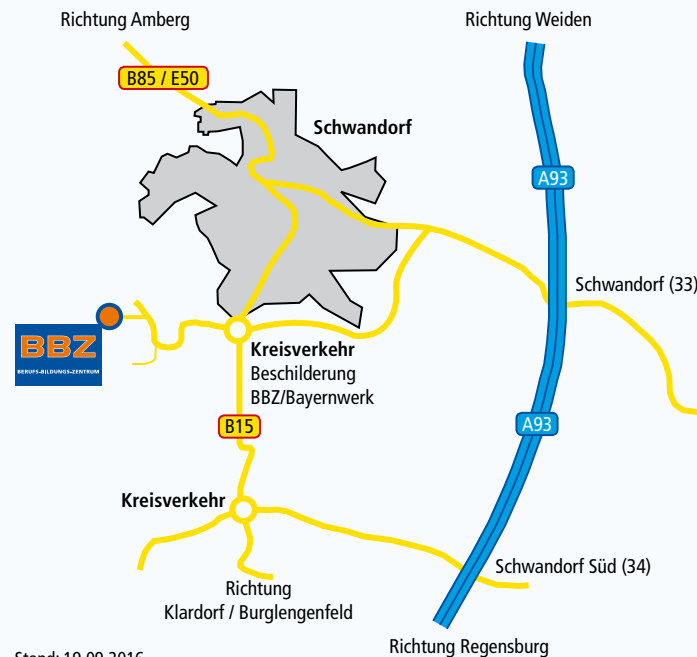 Richtung Amberg
Richtung Weiden
B85 / E50
Schwandorf
A93
Schwandorf (33)
BBZ
BERUFS-BILDUNGS-ZENTRUM
Kreisverkehr
Beschilderung
BBZ/Bayernwerk
B15
A93
Kreisverkehr
Schwandorf Süd (34)
Richtung
Klardorf / Burglengenfeld
Richtung Regensburg